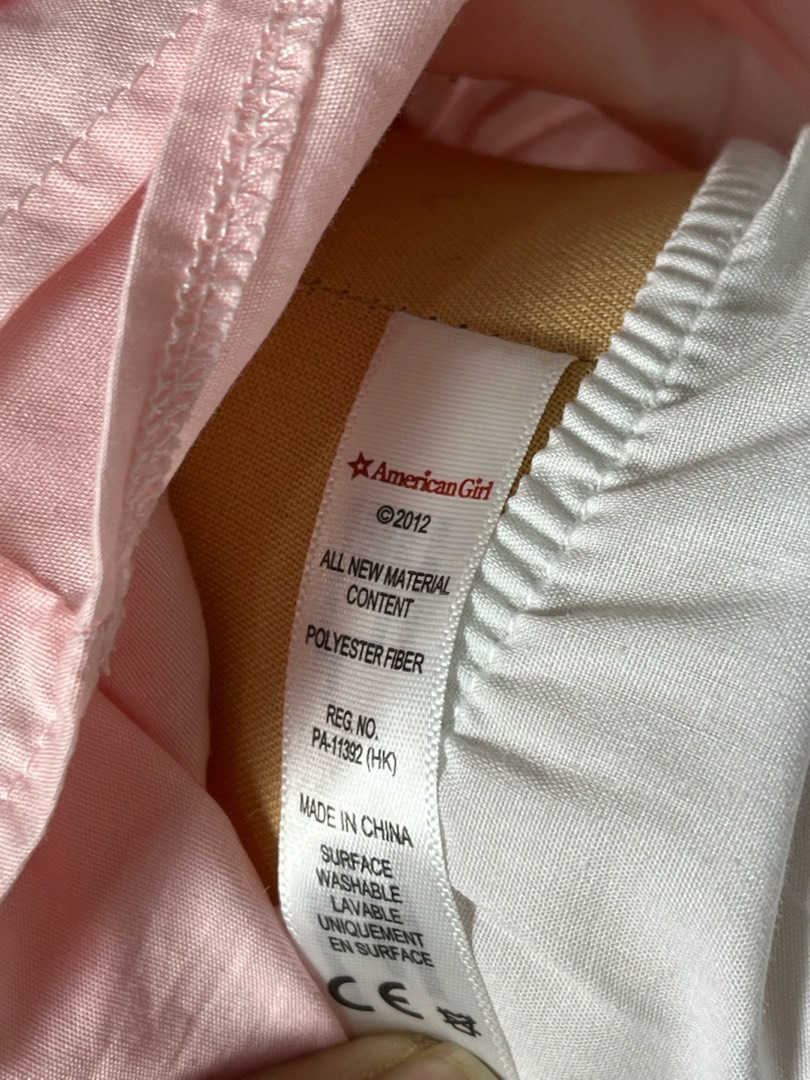 American Girl
©2012
ALL NEW MATERIAL
CONTENT
POLYESTER FIBER
REG. NO.
PA-11392 (HK)
MADE IN CHINA
SURFACE
WASHABLE
LAVABLE
UNIQUEMENT
EN SURFACE
CE